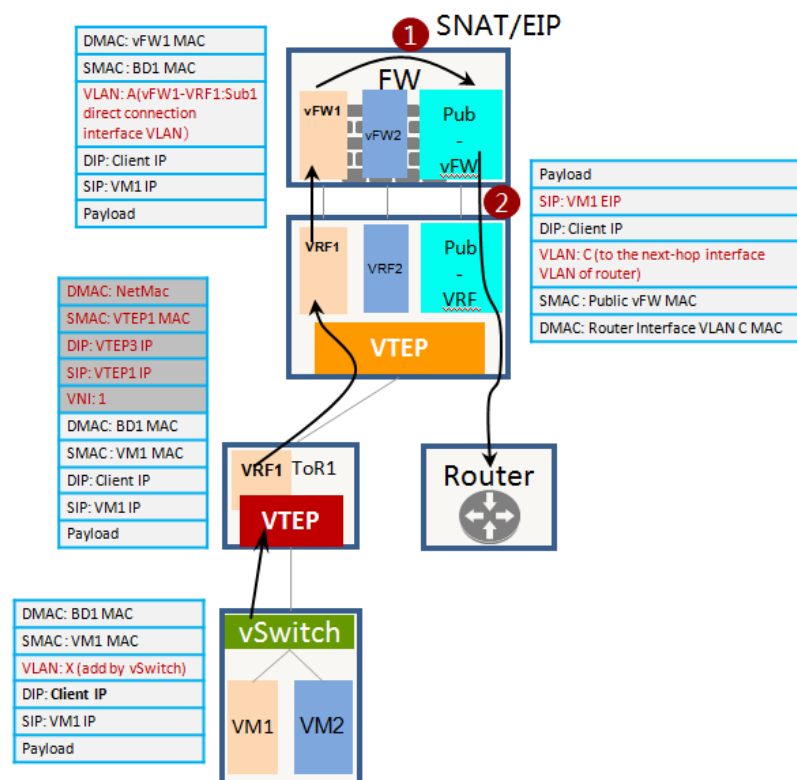 SNAT/EIP
1
DMAC: vFW1 MAC
SMAC: BD1 MAC
VLAN: A(vFW1-VRF1:Sub1
direct connection
interface VLAN)
DIP: Client IP
SIP: VM1 IP
Payload
FW
vFW1
vFW2
Pub
-
vFW
2
Payload
SIP: VM1 EIP
DIP: Client IP
VLAN: C (to the next-hop interface
VLAN of router)
SMAC: Public vFW MAC
DMAC: Router Interface VLAN C MAC
VRF1
VRF2
Pub
-
VRF
VTEP
DMAC: NetMac
SMAC: VTEP1 MAC
DIP: VTEP3 IP
SIP: VTEP1 IP
VNI: 1
DMAC: BD1 MAC
SMAC: VM1 MAC
DIP: Client IP
SIP: VM1 IP
Payload
VRF1
ToR1
VTEP
Router
DMAC: BD1 MAC
SMAC: VM1 MAC
VLAN: X (add by vSwitch)
DIP: Client IP
SIP: VM1 IP
Payload
vSwitch
VM1
VM2